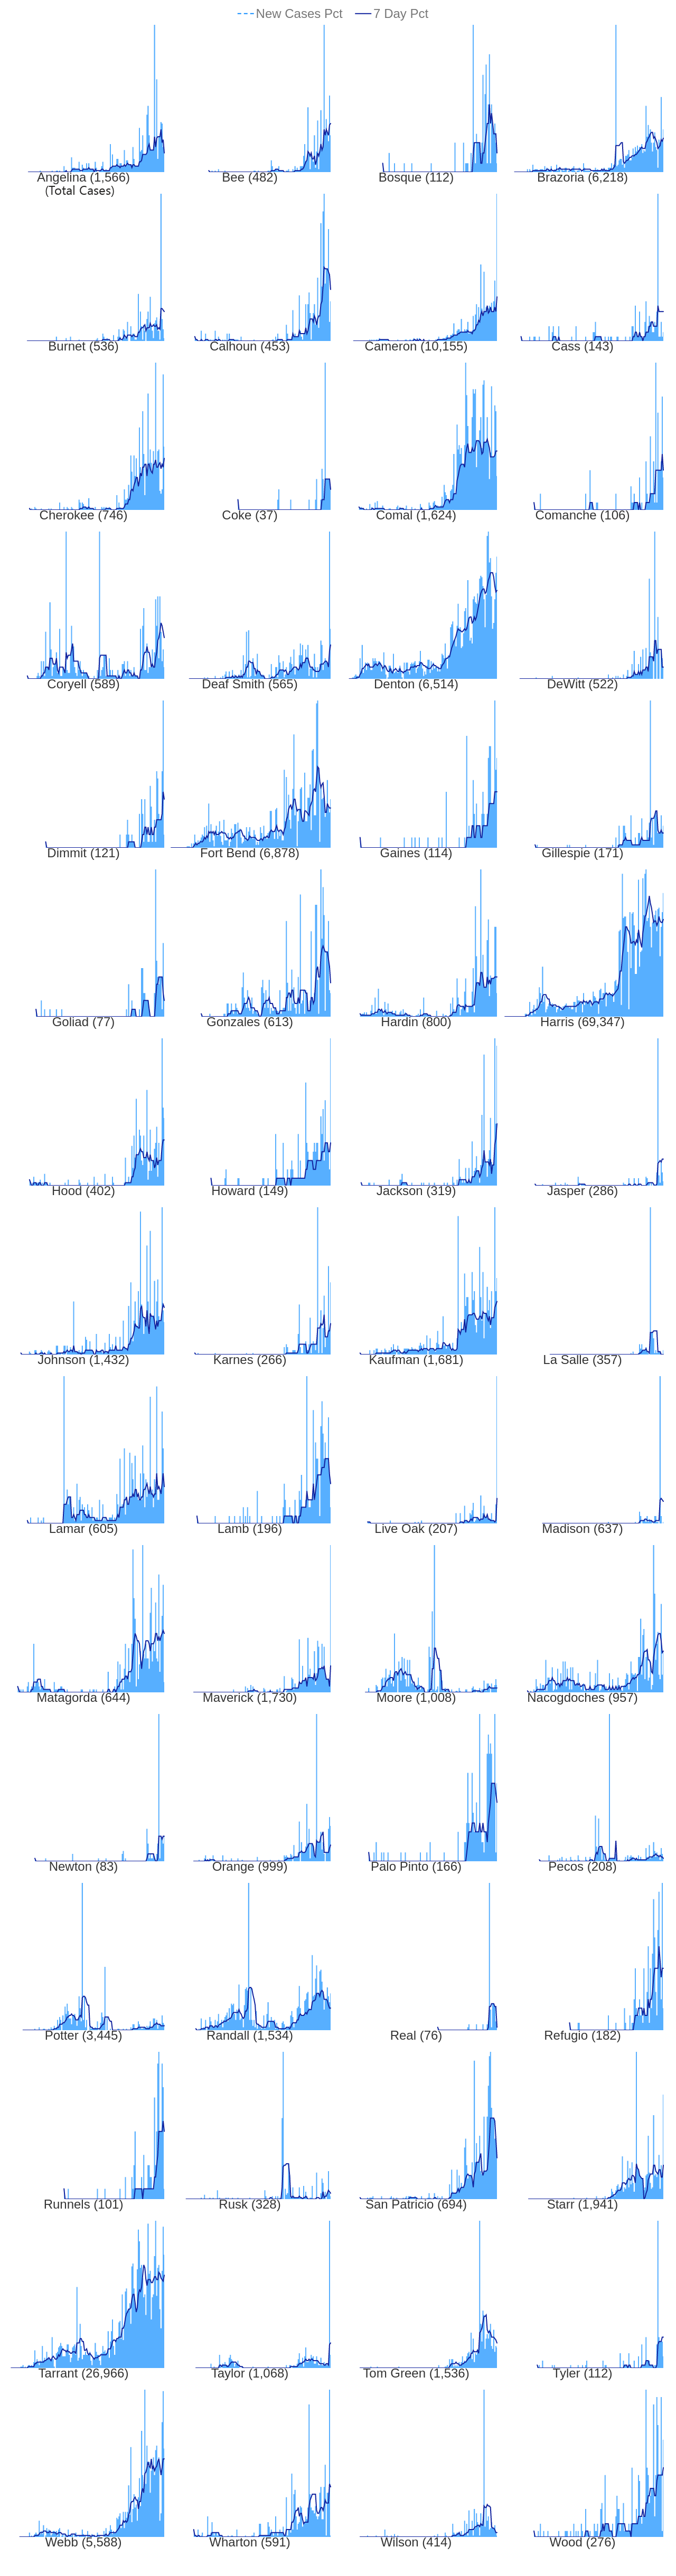 New Cases Pct 7 Day Pct
Angelina (1,566) Bee (482) Bosque (112) Brazoria (6,218)
(Total Cases)
Burnet (536) Calhoun (453) Cameron (10,155) Cass (143)
Cherokee (746) Coke (37) Comal (1,624) Comanche (106)
Coryell (589) Deaf Smith (565) Denton (6,514) DeWitt (522)
Dimmit (121) Fort Bend (6,878) Gaines (114) Gillespie (171)
Goliad (77) Gonzales (613) Hardin (800) Harris (69,347)
Hood (402) Howard (149) Jackson (319) Jasper (286)
Johnson (1,432) Karnes (266) Kaufman (1,681) La Salle (357)
Lamar (605) Lamb (196) Live Oak (207) Madison (637)
Matagorda (644) Maverick (1,730) Moore (1,008) Nacogdoches (957)
Newton (83) Orange (999) Palo Pinto (166) Pecos (208)
Potter (3,445) Randall (1,534) Real (76) Refugio (182)
Runnels (101) Rusk (328) San Patricio (694) Starr (1,941)
Tarrant (26,966) Taylor (1,068) Tom Green (1,536) Tyler (112)
Webb (5,588) Wharton (591) Wilson (414) Wood (276)